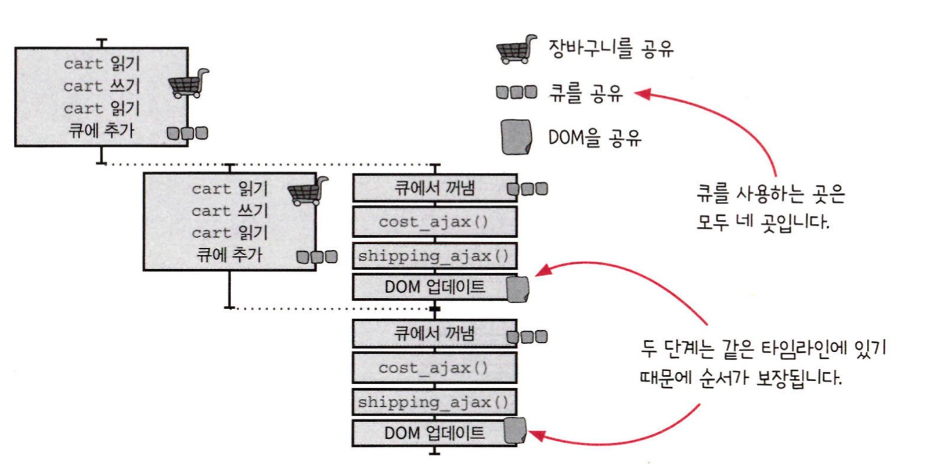 cart 읽기
cart 쓰기
cart 읽기
큐에 추가
장바구니를 공유
큐를 공유
DOM을 공유
큐를 사용하는 곳은
모두 네 곳입니다.
cart 읽기
cart 쓰기
cart 읽기
큐에 추가
큐에서 꺼냄
cost_ajax()
shipping_ajax()
DOM 업데이트
큐에서 꺼냄
cost_ajax()
shipping_ajax()
DOM 업데이트
두 단계는 같은 타임라인에 있기
때문에 순서가 보장됩니다.